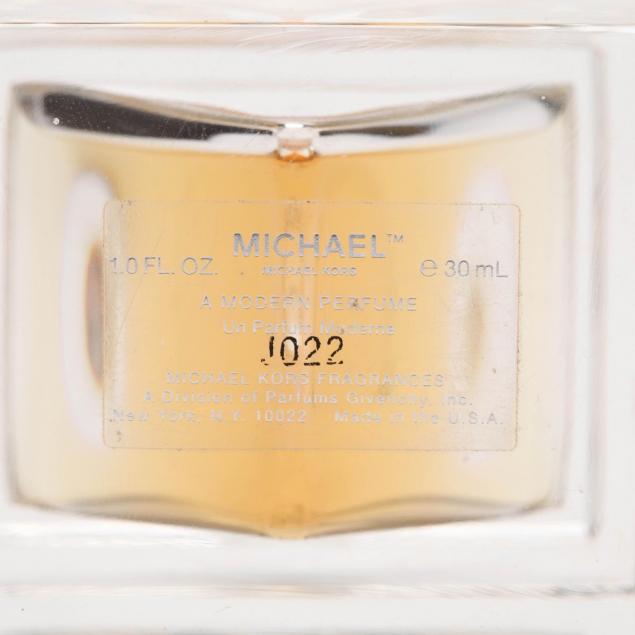 MICHAEL™
1.0 FL. OZ. MICHAEL KORS e 30 mL
A MODERN PERFUME
Un Parfum Moderne
J022
MICHAEL KORS FRAGRANCES
A Division of Parfums Givenchy, Inc.
New York, N.Y. 10022 Made in the U.S.A.